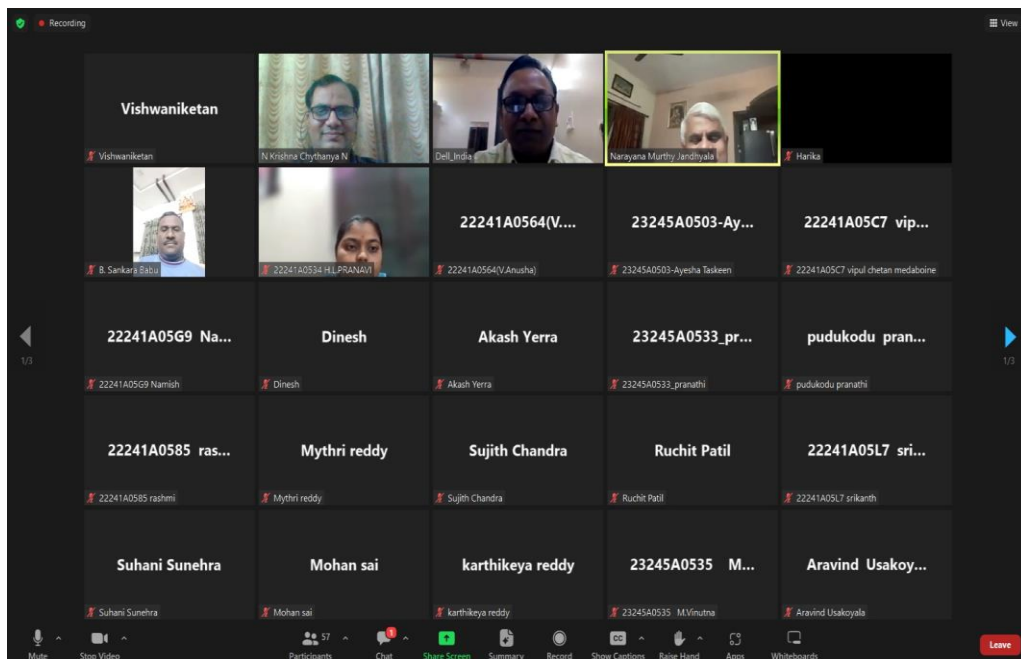 Recording
View
Vishwaniketan
Vishwaniketan
N Krishna Chythanya N
Dell_India
Narayana Murthy Jandhyala
Harika
B. Sankara Babu
22241A0534 H.L.PRANAVI
22241A0564(V....
22241A0564(V.Anusha)
23245A0503-Ay...
23245A0503-Ayesha Taskeen
22241A05C7 vip...
22241A05C7 vipul chetan medaboine
1/3
22241A05G9 Na...
22241A05G9 Namish
Dinesh
Dinesh
Akash Yerra
Akash Yerra
23245A0533_pr...
23245A0533_pranathi
pudukodu pran...
pudukodu pranathi
1/3
22241A0585 ras...
22241A0585 rashmi
Mythri reddy
Mythri reddy
Sujith Chandra
Sujith Chandra
Ruchit Patil
Ruchit Patil
22241A05L7 sri...
22241A05L7 srikanth
Suhani Sunehra
Suhani Sunehra
Mohan sai
Mohan sai
karthikeya reddy
karthikeya reddy
23245A0535 M...
23245A0535 M.Vinutna
Aravind Usakoy...
Aravind Usakoyala
Mute
Stop Video
57
Participants
1
Chat
Share Screen
Summary
Record
CC
Show Captions
Raise Hand
Apps
Whiteboards
Leave